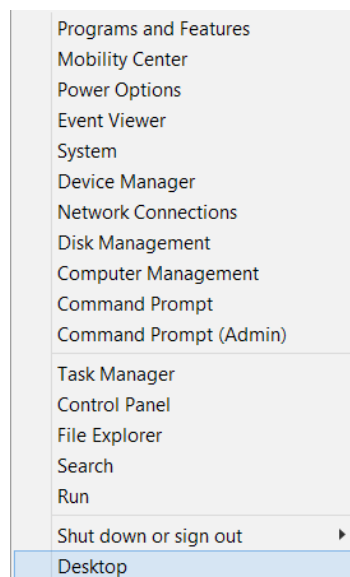 Programs and Features
Mobility Center
Power Options
Event Viewer
System
Device Manager
Network Connections
Disk Management
Computer Management
Command Prompt
Command Prompt (Admin)
Task Manager
Control Panel
File Explorer
Search
Run
Shut down or sign out
Desktop